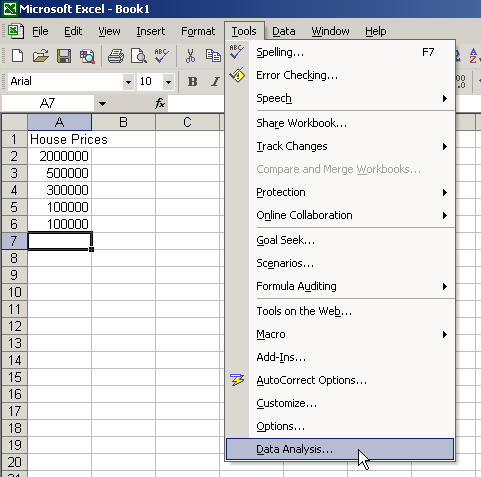 Microsoft Excel - Book1
File Edit View Insert Format Tools Data Window Help
Arial 10 B I
A7 fx
A B C
1 House Prices
2 2000000
3 500000
4 300000
5 100000
6 100000
7
8
9
10
11
12
13
14
15
16
17
18
19
20
Spelling... F7
Error Checking...
Speech
Share Workbook...
Track Changes
Compare and Merge Workbooks...
Protection
Online Collaboration
Goal Seek...
Scenarios...
Formula Auditing
Tools on the Web...
Macro
Add-Ins...
AutoCorrect Options...
Customize...
Options...
Data Analysis...